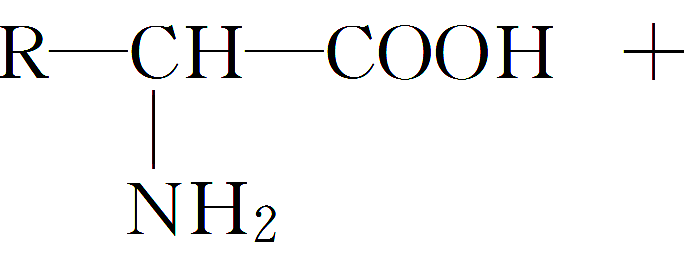 R—CH—COOH +
|
NH₂